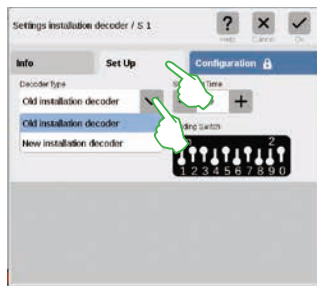 Settings installation decoder / S 1
Help Cancel Ok
Info Set Up Configuration
Decoder Type Time
Old installation decoder
Old installation decoder
New installation decoder
ding Switch
2
1 2 3 4 5 6 7 8 9 0